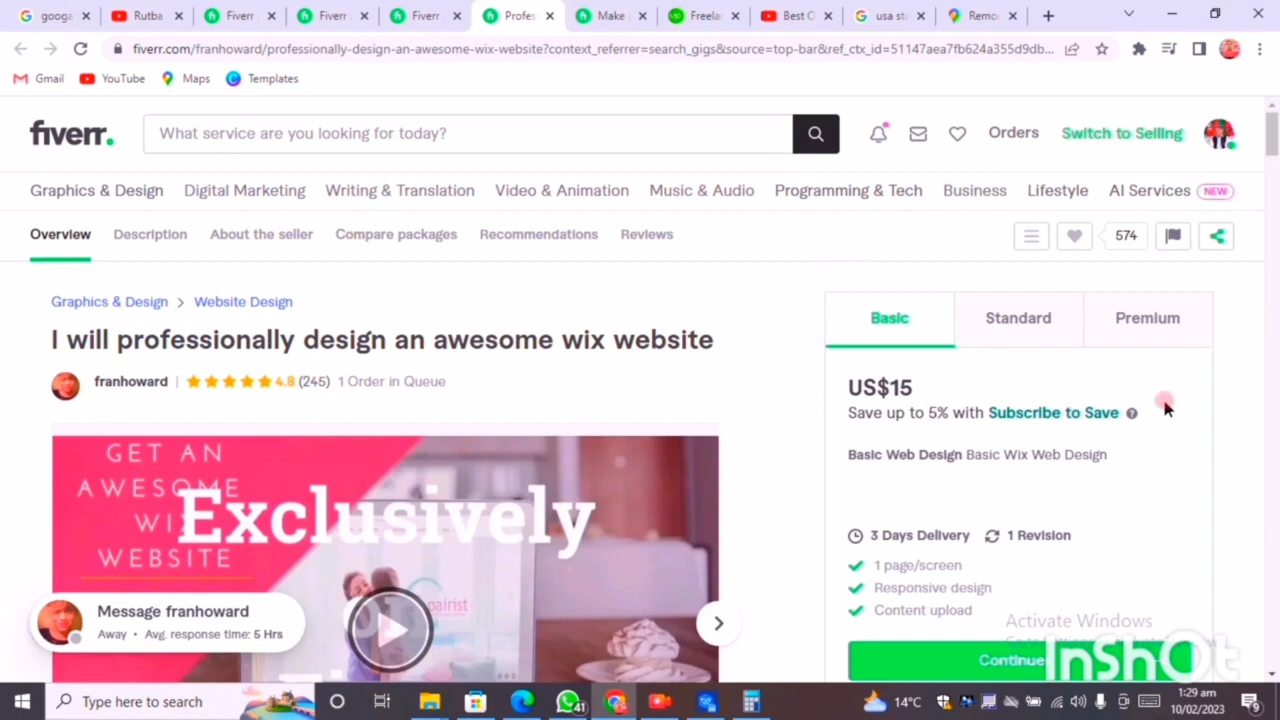 googa
Rutba
Fiverr
Fiverr
Fiverr
Profes
Make
Freelan
Best O
usa st
Remo
fiverr.com/franhoward/professionally-design-an-awesome-wix-website?context_referrer=search_gigs&source=top-bar&ref_ctx_id=51147aea7fb624a355d9db...
Gmail YouTube Maps Templates
fiverr. What service are you looking for today? Orders Switch to Selling
Graphics & Design Digital Marketing Writing & Translation Video & Animation Music & Audio Programming & Tech Business Lifestyle AI Services NEW
Overview Description About the seller Compare packages Recommendations Reviews 574
Graphics & Design > Website Design
I will professionally design an awesome wix website
franhoward | 4.8 (245) 1 Order in Queue
GET AN
AWESOME
WIX
WEBSITE
Exclusively
pairist
Message franhoward
Away • Avg. response time: 5 Hrs
Basic Standard Premium
US$15
Save up to 5% with Subscribe to Save
Basic Web Design Basic Wix Web Design
3 Days Delivery 1 Revision
1 page/screen
Responsive design
Content upload
Activate Windows
Continue
InShOt
Type here to search
41
14°C
1:29 am
10/02/2023
9